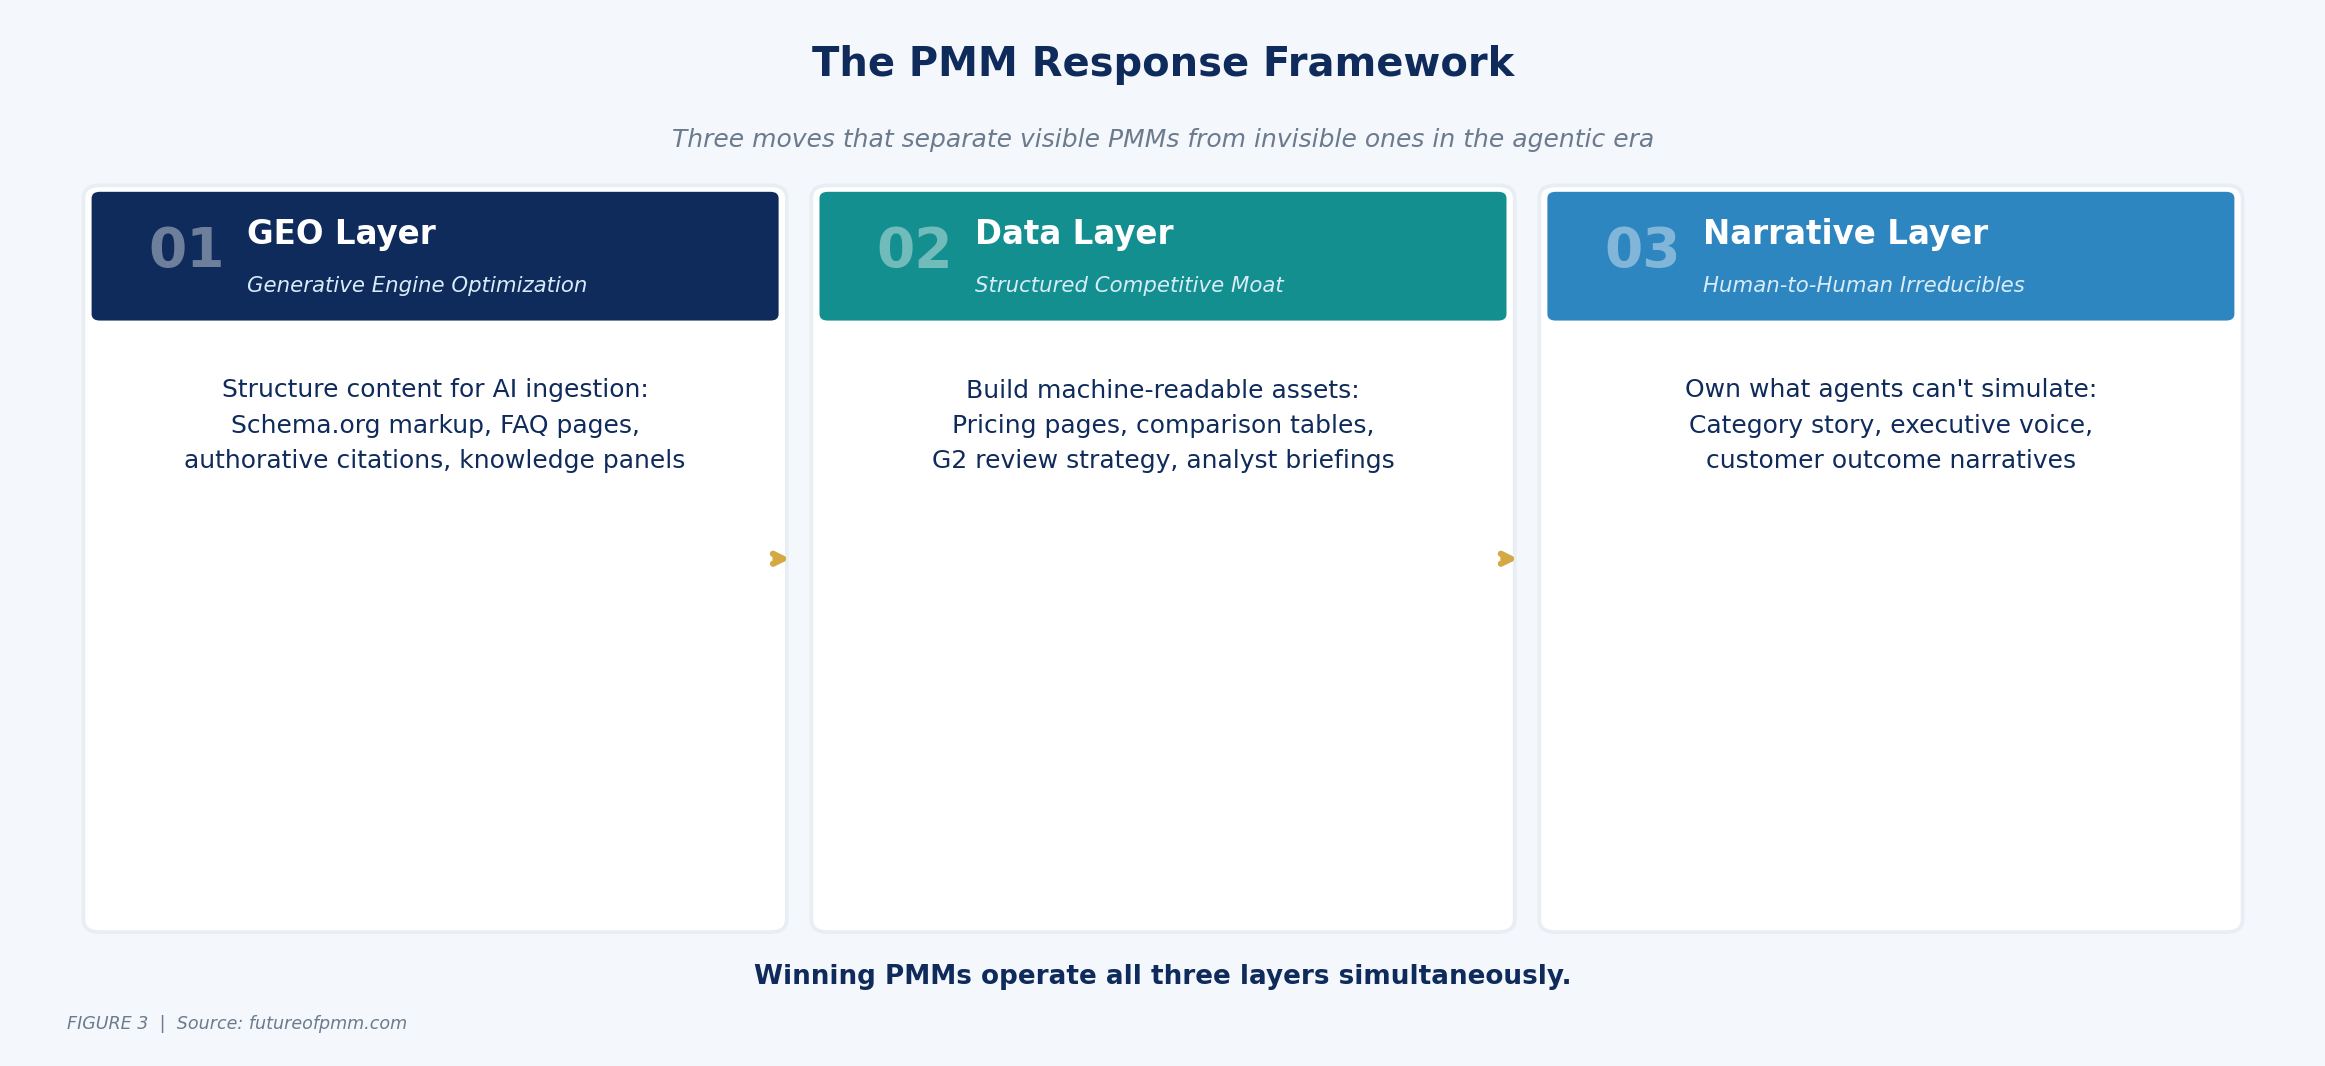 The PMM Response Framework
Three moves that separate visible PMMs from invisible ones in the agentic era
01 GEO Layer
Generative Engine Optimization
Structure content for AI ingestion:
Schema.org markup, FAQ pages,
authorative citations, knowledge panels
02 Data Layer
Structured Competitive Moat
Build machine-readable assets:
Pricing pages, comparison tables,
G2 review strategy, analyst briefings
03 Narrative Layer
Human-to-Human Irreducibles
Own what agents can't simulate:
Category story, executive voice,
customer outcome narratives
Winning PMMs operate all three layers simultaneously.
FIGURE 3 | Source: futureofpmm.com